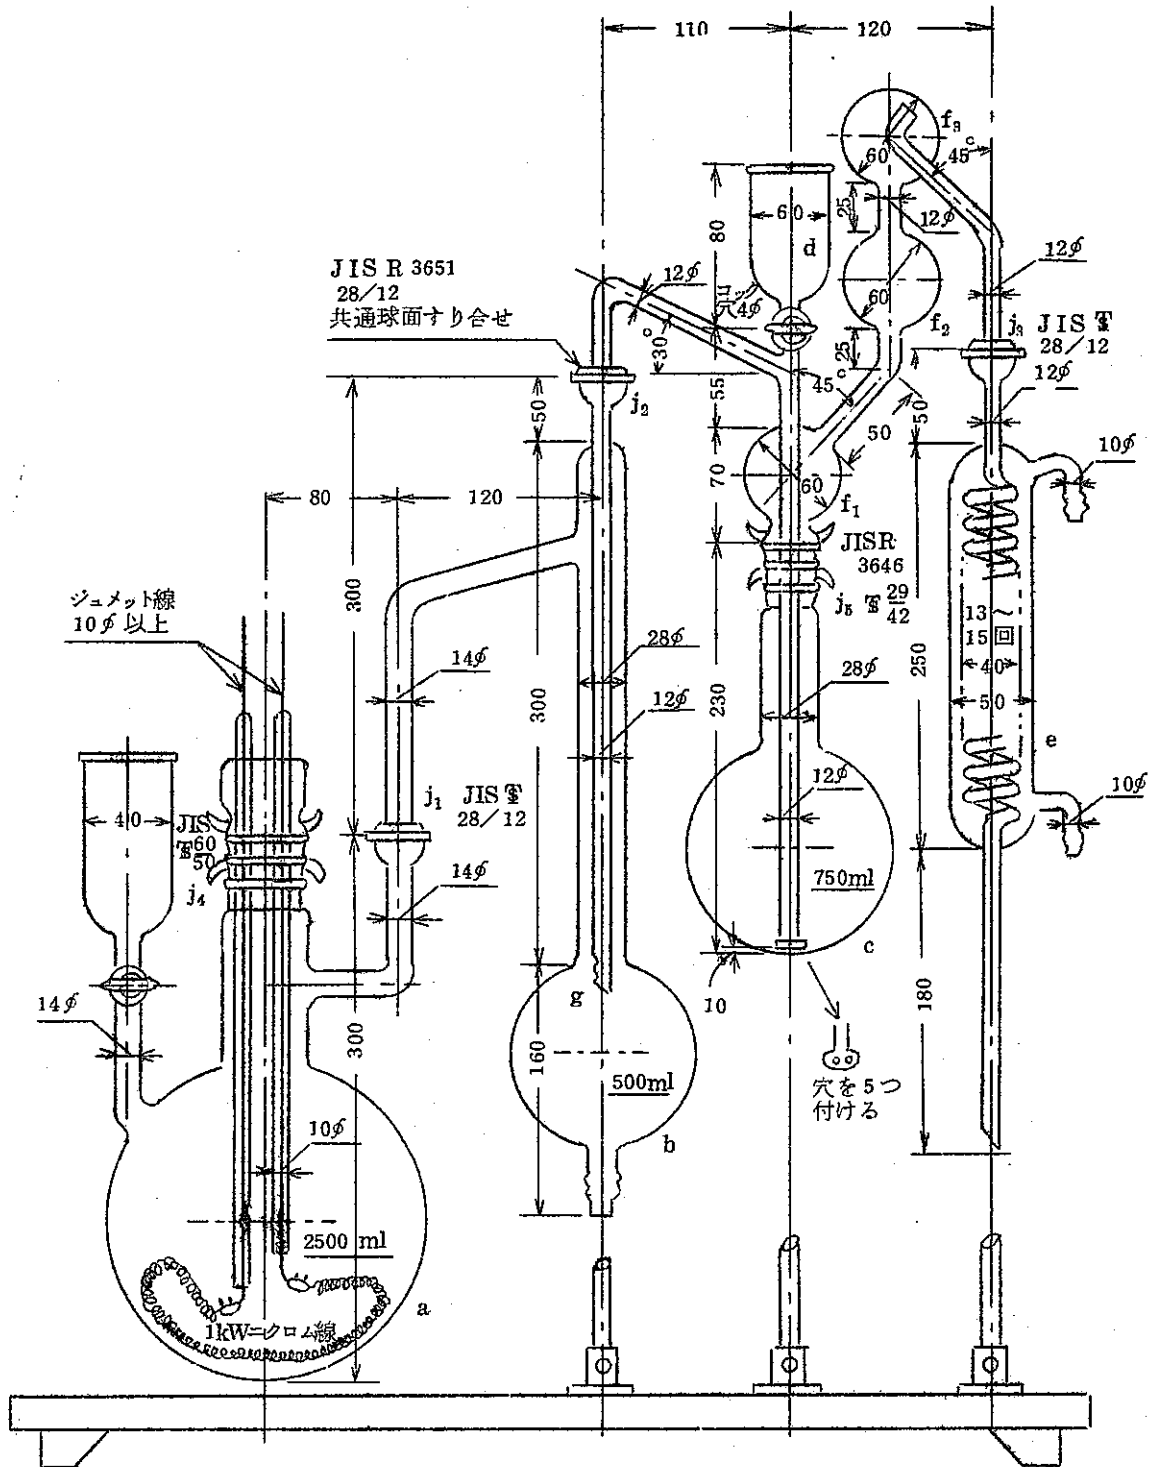 110
120
f₃
60
45°
25
12φ
80
60
d
コック
穴4φ
JIS R 3651
28/12
共通球面すり合せ
12φ
30°
60
f₂
25
12φ
j₃
JIS
28/12
12φ
j₂
50
55
45°
50
50
10φ
80
120
70
60
f₁
JISR
3646
j₅
29
42
ジュメット線
10φ以上
300
14φ
28φ
12φ
300
230
28φ
13～
15回
40
50
250
e
40
JIS
60
50
j₄
j₁
JIS
28/12
14φ
12φ
10φ
750ml
c
10
14φ
300
g
160
500ml
b
180
穴を5つ
付ける
10φ
2500 ml
a
1kWニクロム線